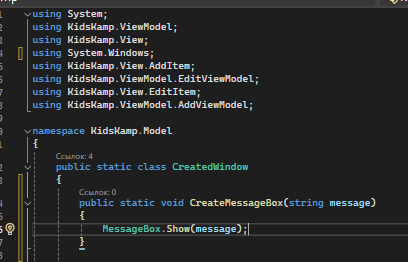 using System;
using KidsKamp.ViewModel;
using KidsKamp.View;
using System.Windows;
using KidsKamp.View.AddItem;
using KidsKamp.ViewModel.EditViewModel;
using KidsKamp.View.EditItem;
using KidsKamp.ViewModel.AddViewModel;
namespace KidsKamp.Model
{
Ссылок: 4
public static class CreatedWindow
{
Ссылок: 0
public static void CreateMessageBox(string message)
{
MessageBox.Show(message);
}